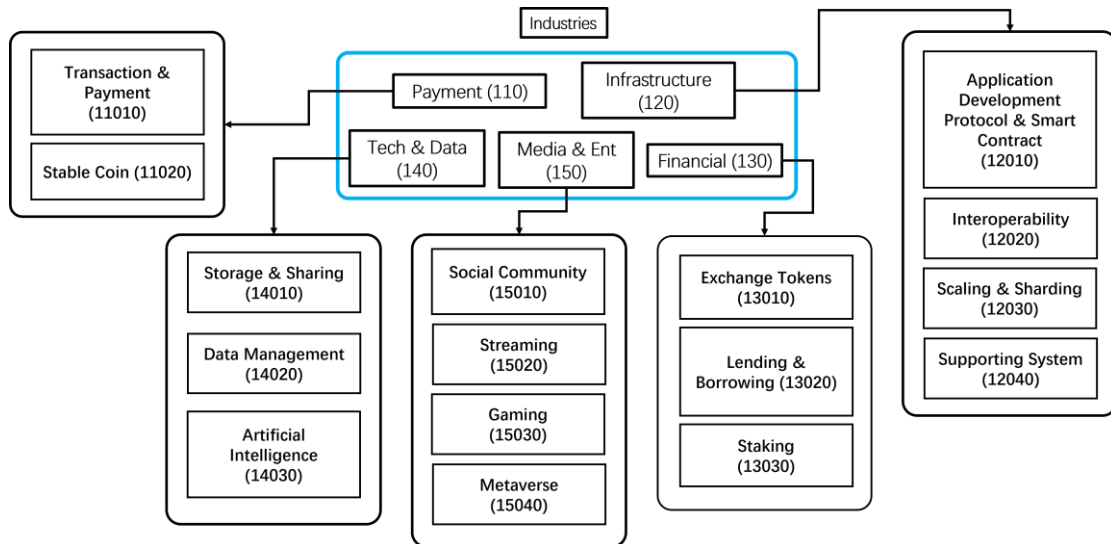 Industries
Payment (110)
Infrastructure
(120)
Tech & Data
(140)
Media & Ent
(150)
Financial (130)
Transaction &
Payment
(11010)
Stable Coin (11020)
Storage & Sharing
(14010)
Data Management
(14020)
Artificial
Intelligence
(14030)
Social Community
(15010)
Streaming
(15020)
Gaming
(15030)
Metaverse
(15040)
Exchange Tokens
(13010)
Lending &
Borrowing (13020)
Staking
(13030)
Application
Development
Protocol & Smart
Contract
(12010)
Interoperability
(12020)
Scaling & Sharding
(12030)
Supporting System
(12040)